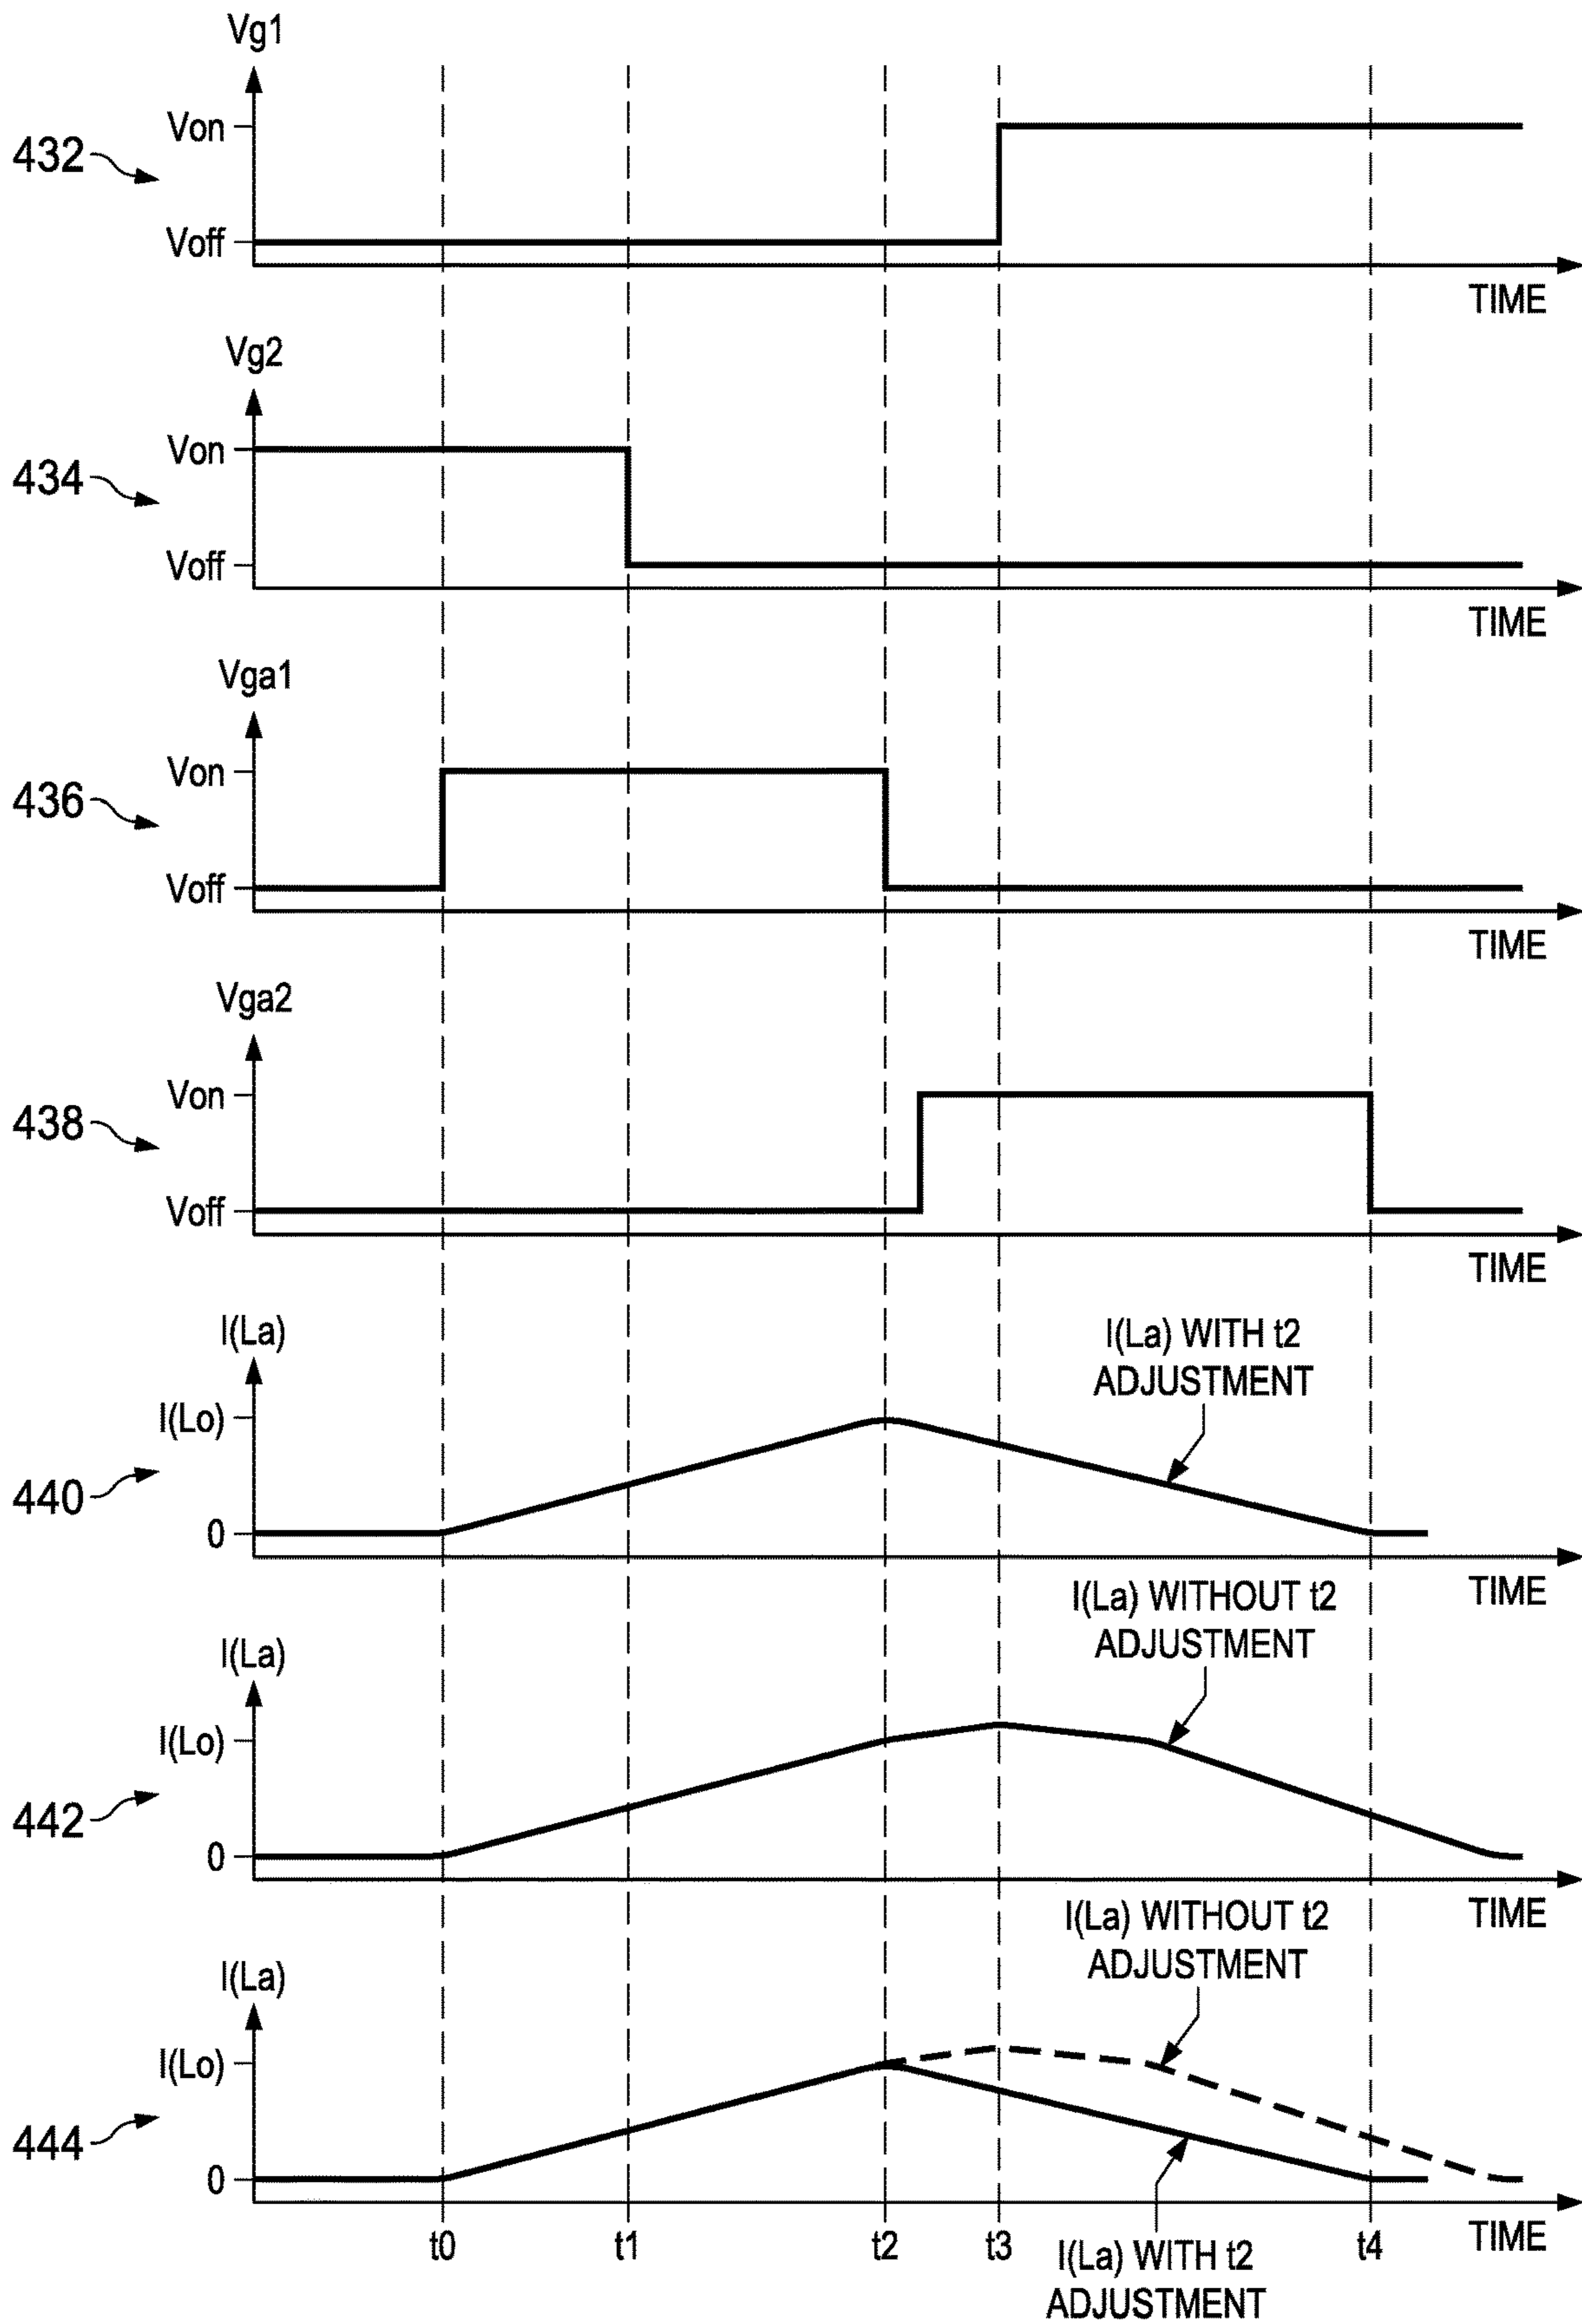 Vg1
Von
432
Voff
TIME
Vg2
Von
434
Voff
TIME
Vga1
Von
436
Voff
TIME
Vga2
Von
438
Voff
TIME
I(La)
I(La) WITH t2
ADJUSTMENT
I(Lo)
440
0
TIME
I(La) WITHOUT t2
ADJUSTMENT
I(La)
I(Lo)
442
0
TIME
I(La) WITHOUT t2
ADJUSTMENT
I(La)
I(Lo)
444
0
t0 t1 t2 t3 t4 TIME
I(La) WITH t2
ADJUSTMENT